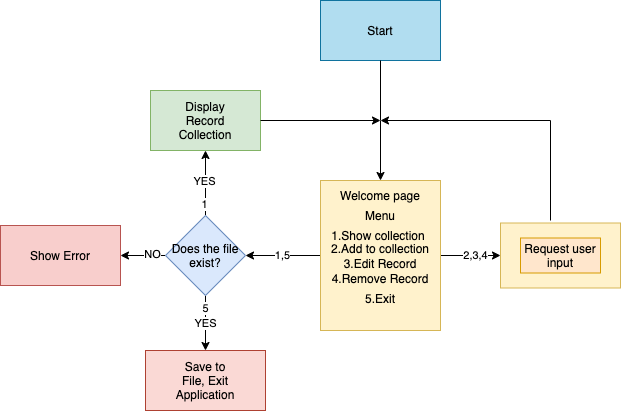 Start
Display
Record
Collection
YES
1
Welcome page
Menu
1.Show collection
2.Add to collection
3.Edit Record
4.Remove Record
5.Exit
Request user
input
2,3,4
1,5
Does the file
exist?
NO
Show Error
5
YES
Save to
File, Exit
Application